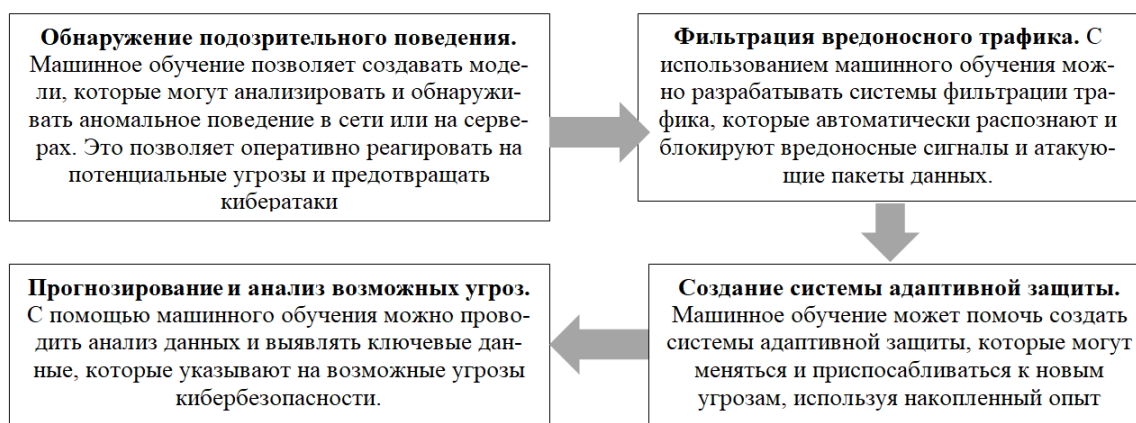 Обнаружение подозрительного поведения.
Машинное обучение позволяет создавать моде-
ли, которые могут анализировать и обнаружи-
вать аномальное поведение в сети или на серве-
рах. Это позволяет оперативно реагировать на
потенциальные угрозы и предотвращать
кибератаки
Фильтрация вредоносного трафика. С
использованием машинного обучения мож-
но разрабатывать системы фильтрации тра-
фика, которые автоматически распознают и
блокируют вредоносные сигналы и атакую-
щие пакеты данных.
Создание системы адаптивной защиты.
Машинное обучение может помочь создать
системы адаптивной защиты, которые могут
меняться и приспосабливаться к новым
угрозам, используя накопленный опыт
Прогнозирование и анализ возможных угроз.
С помощью машинного обучения можно прово-
дить анализ данных и выявлять ключевые дан-
ные, которые указывают на возможные угрозы
кибербезопасности.